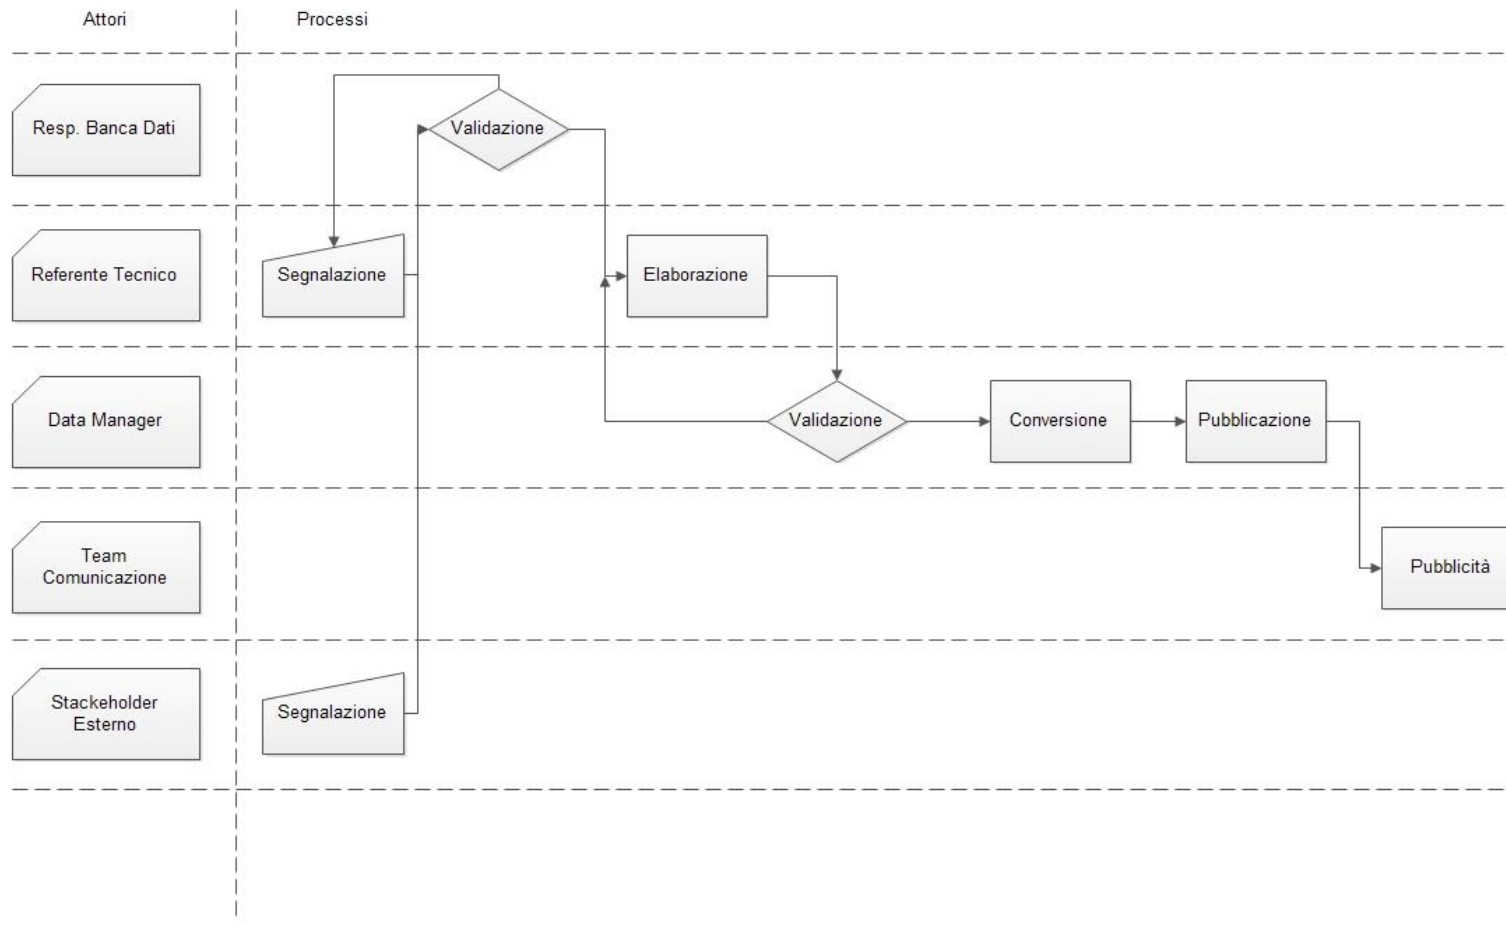 Attori
Processi
Resp. Banca Dati
Validazione
Referente Tecnico
Segnalazione
Elaborazione
Data Manager
Validazione
Conversione
Pubblicazione
Team
Comunicazione
Pubblicità
Stackeholder
Esterno
Segnalazione